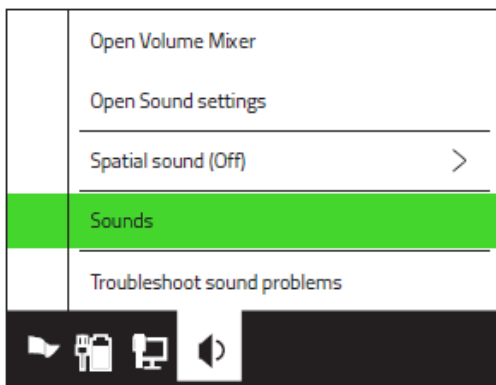 Open Volume Mixer
Open Sound settings
Spatial sound (Off)
Sounds
Troubleshoot sound problems